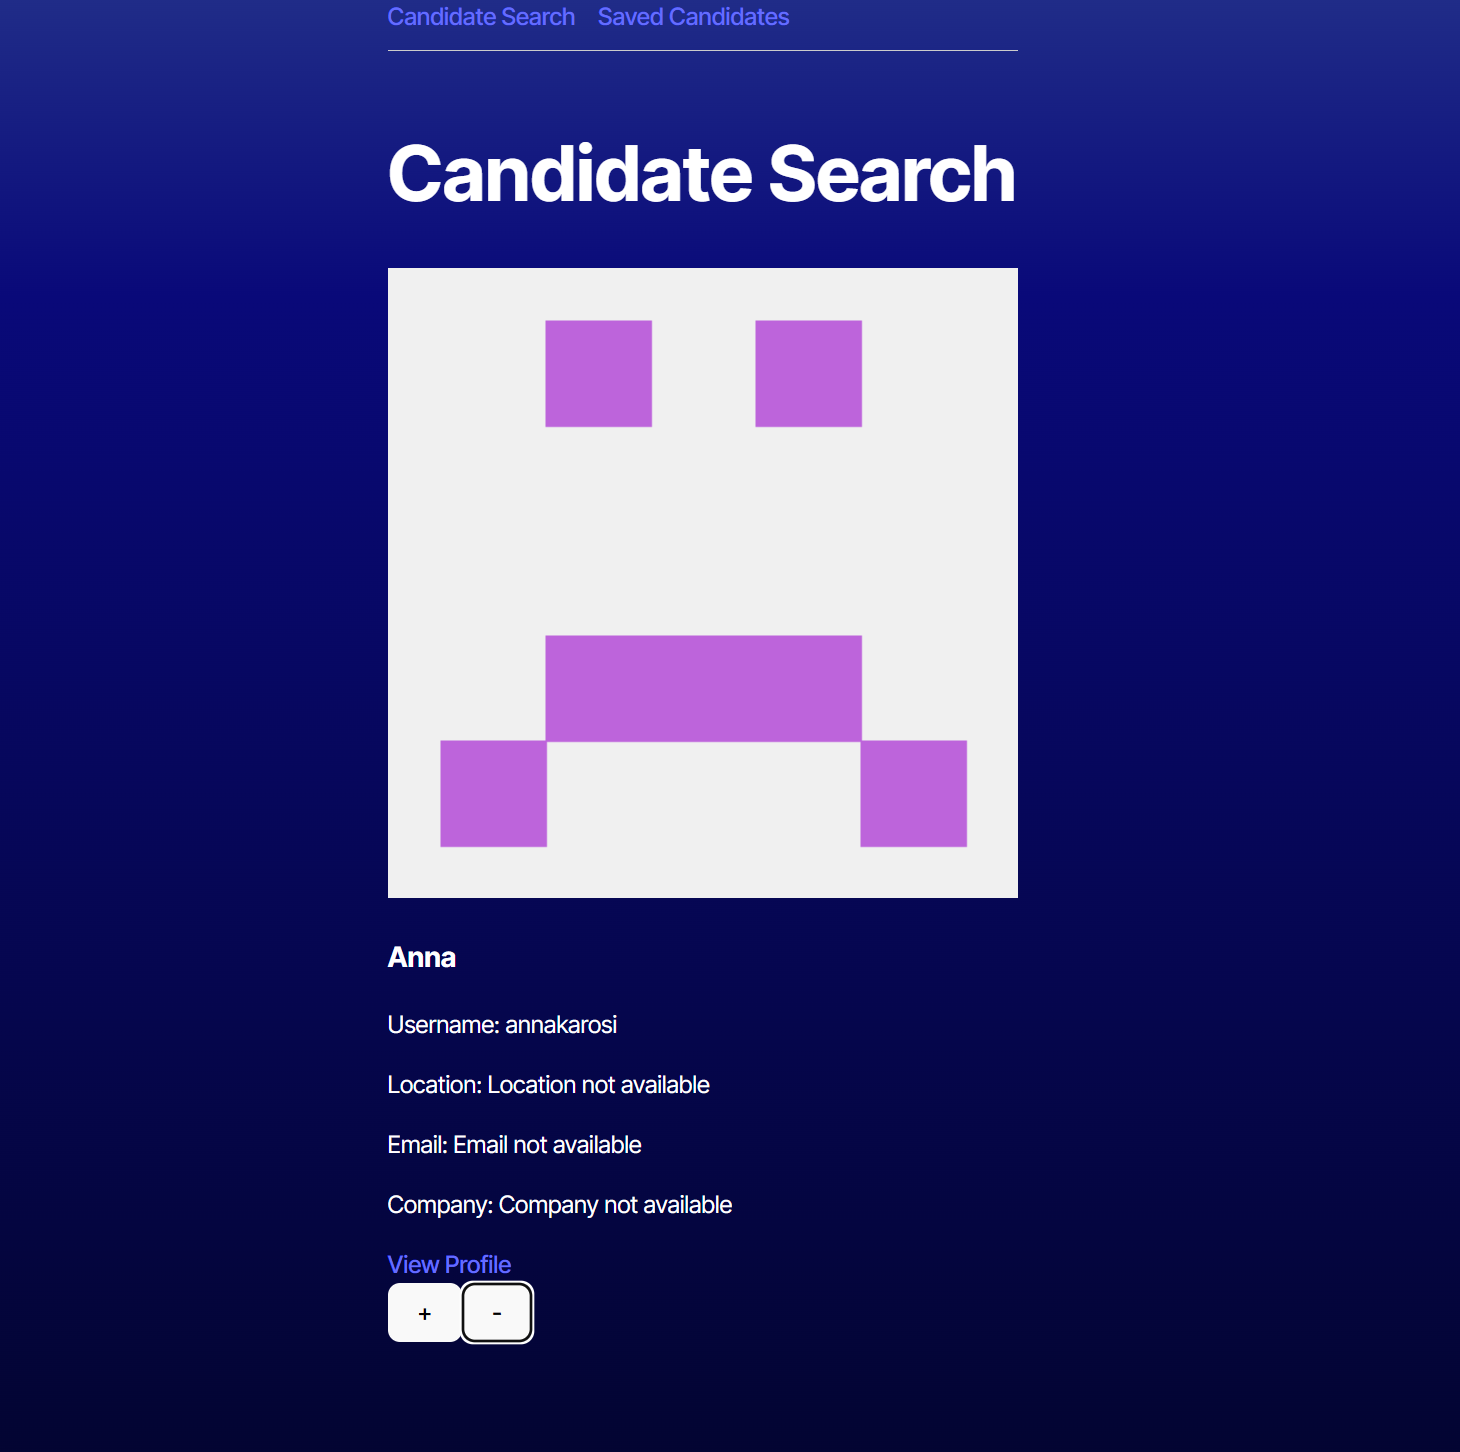 Candidate Search Saved Candidates
Candidate Search
Anna
Username: annakarosi
Location: Location not available
Email: Email not available
Company: Company not available
View Profile
+ -